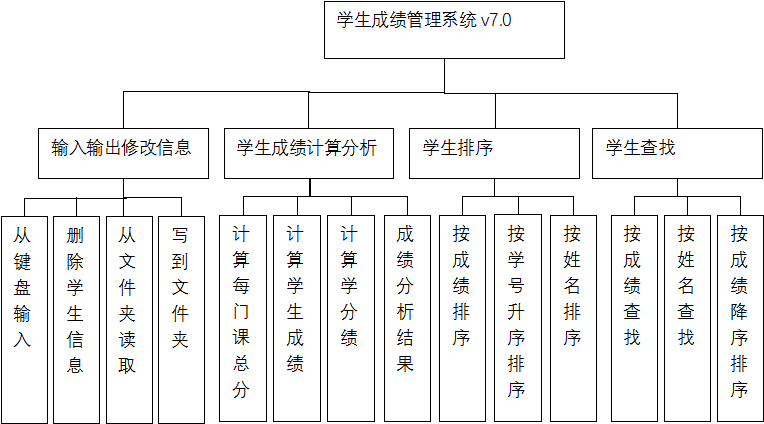 学生成绩管理系统 v7.0
输入输出修改信息
学生成绩计算分析
学生排序
学生查找
从键盘输入
删除学生信息
从文件夹读取
写到文件夹
计算每门课总分
计算学生成绩
计算学分绩
成绩分析结果
按成绩排序
按学号升序排序
按姓名排序
按成绩查找
按姓名查找
按成绩降序排序